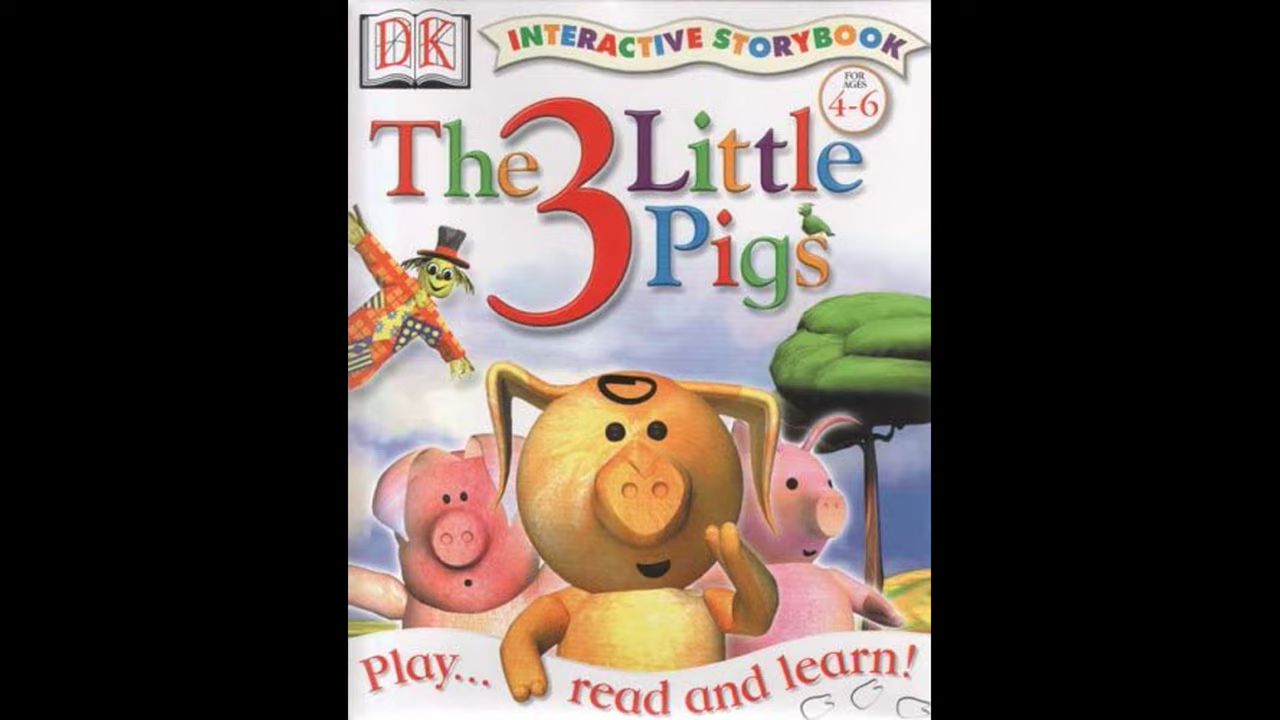 DK
INTERACTIVE STORYBOOK
FOR
AGES
4-6
The 3 Little
Pigs
Play... read and learn!